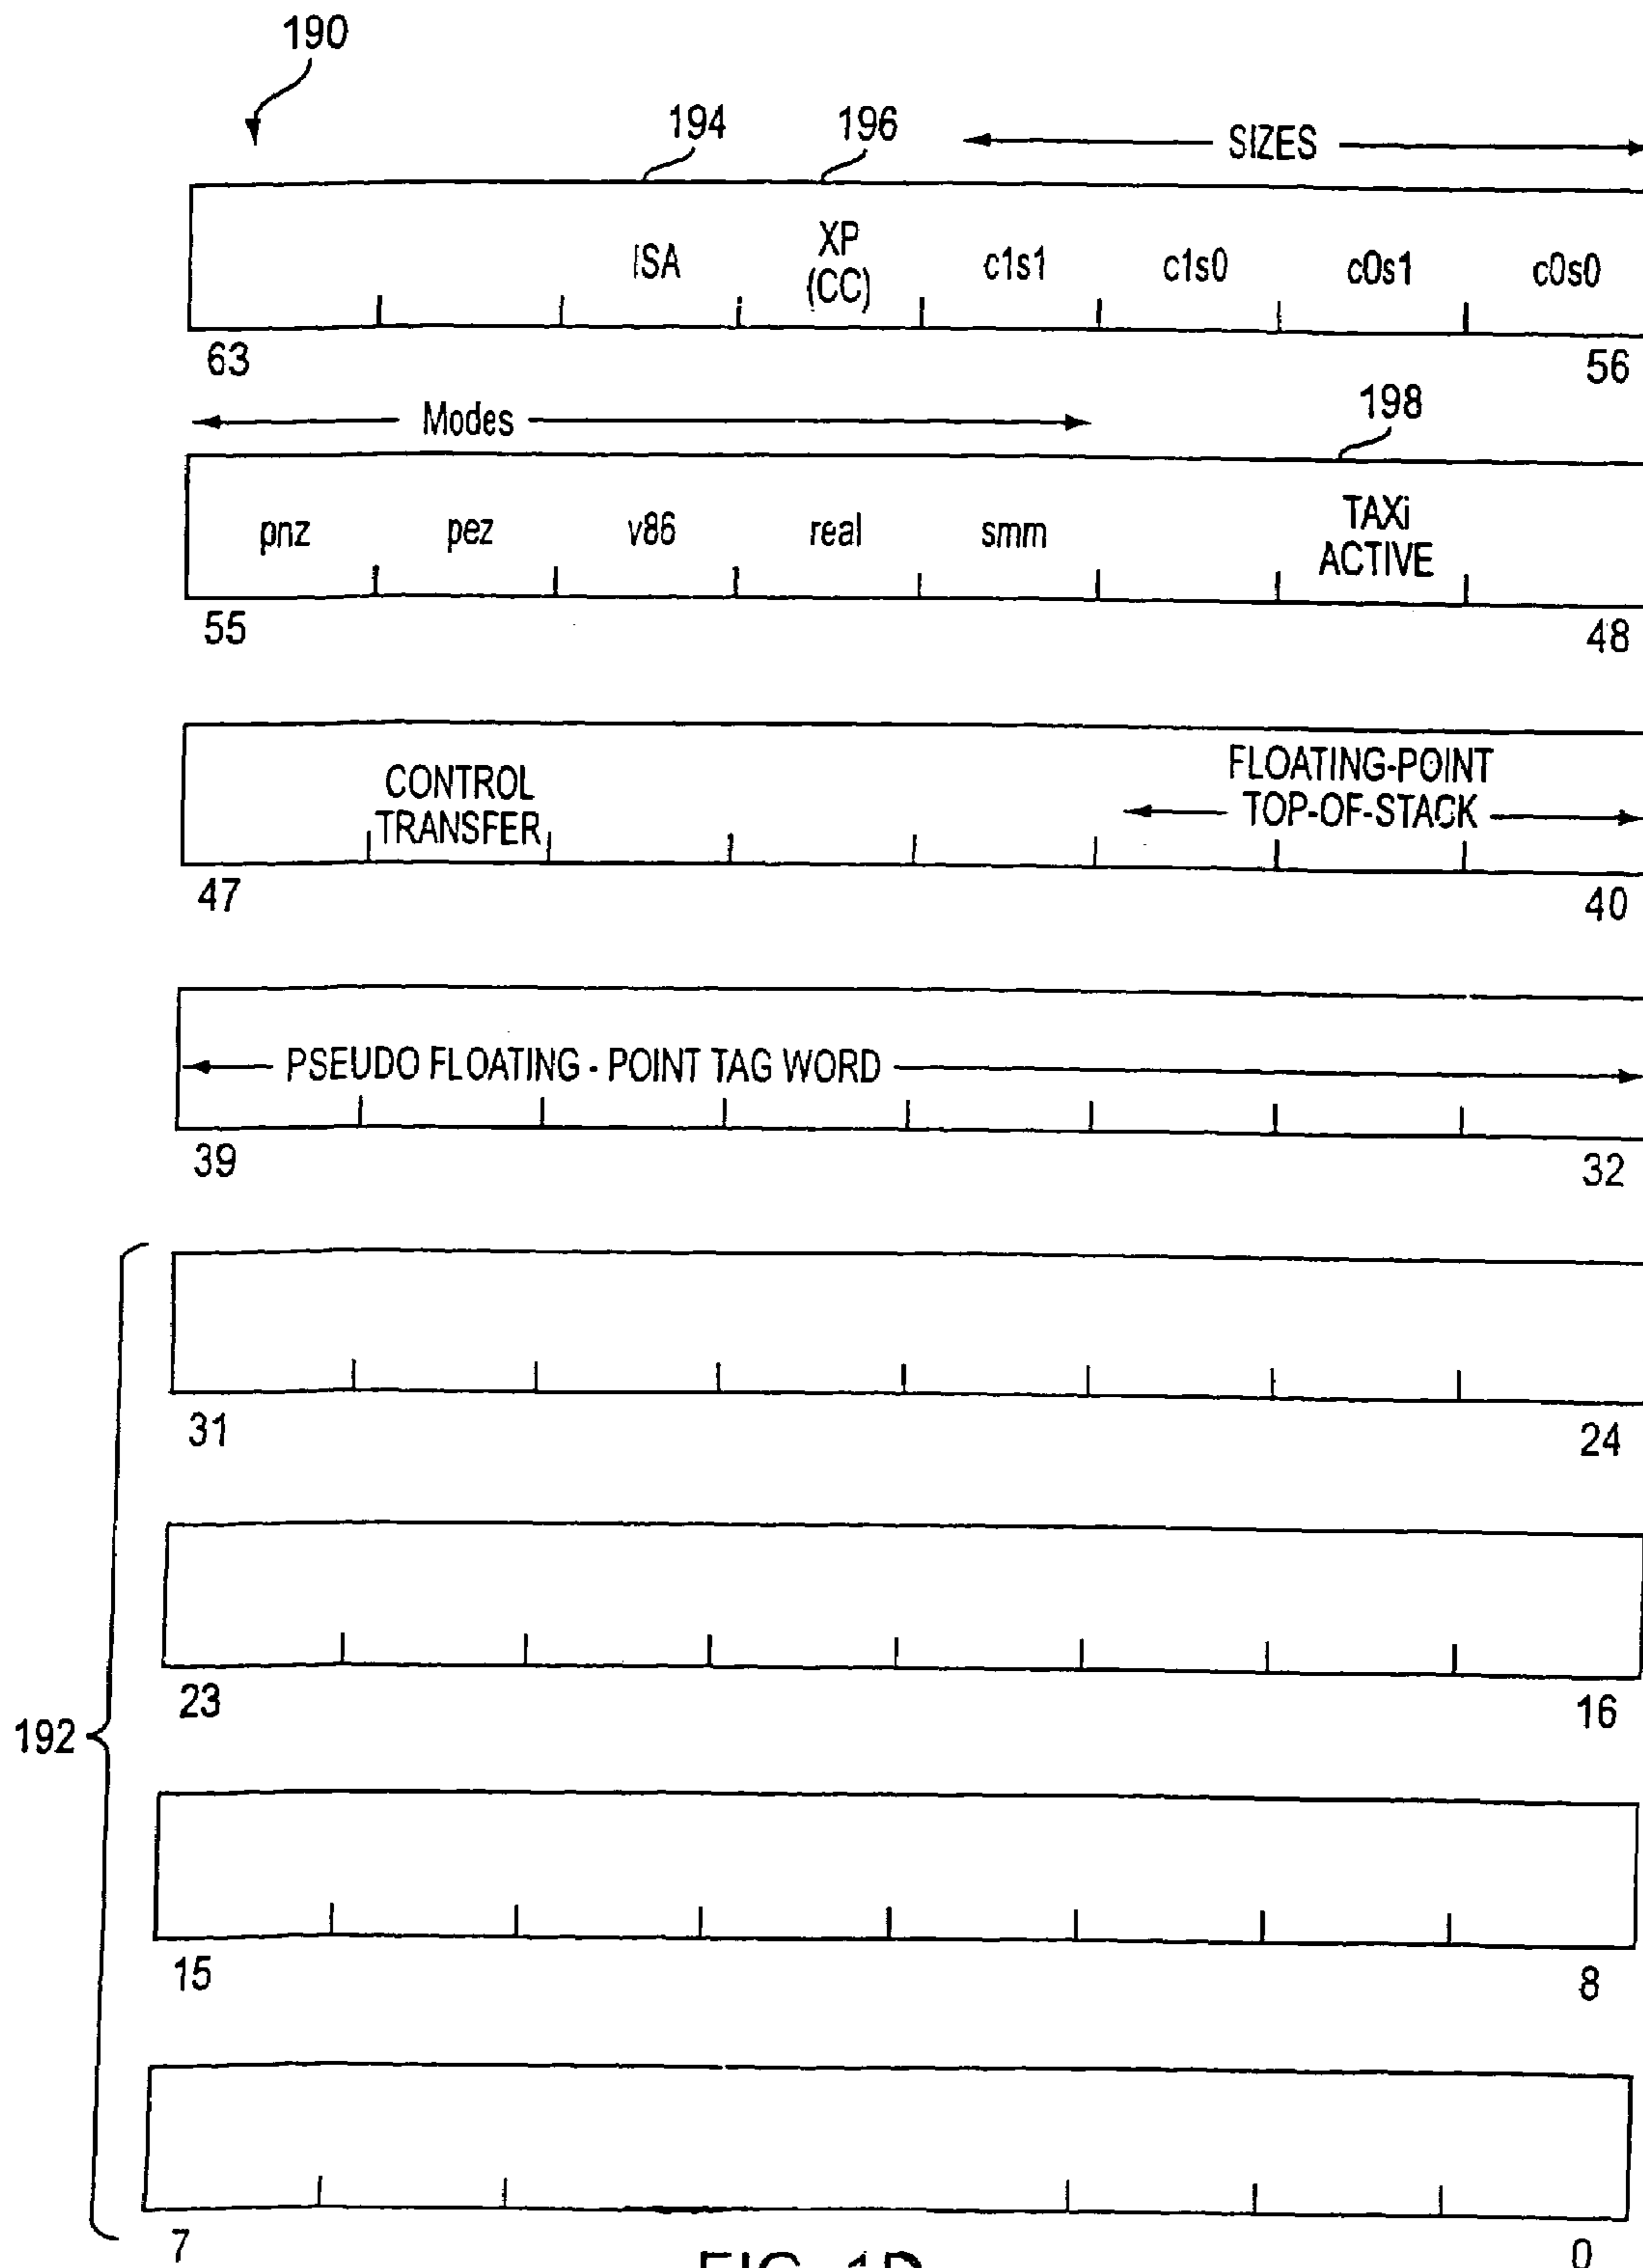 190
194 196 SIZES
ISA XP (CC) c1s1 c1s0 c0s1 c0s0
63 56
Modes 198
pnz pez v86 real smm TAXi ACTIVE
55 48
CONTROL TRANSFER FLOATING-POINT TOP-OF-STACK
47 40
PSEUDO FLOATING - POINT TAG WORD
39 32
31 24
23 16
192
15 8
7 0
FIG. 1D